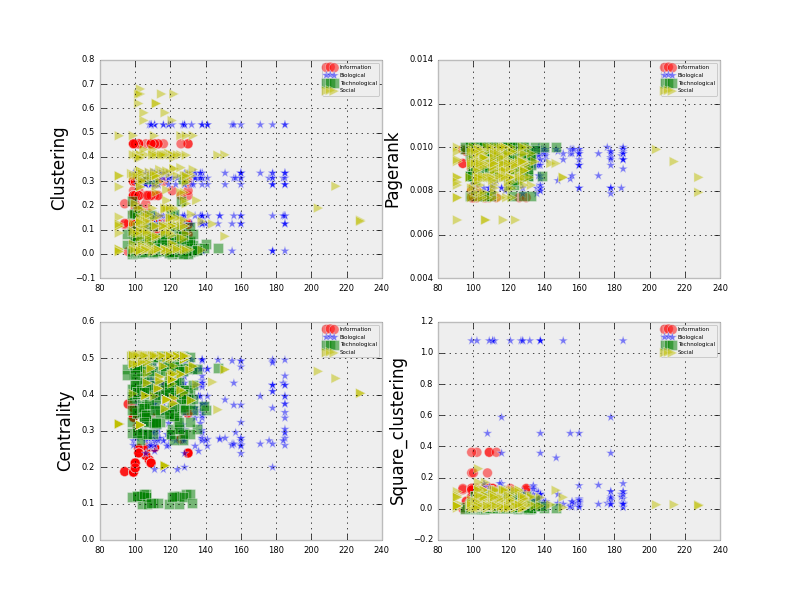 Clustering
0.8
0.7
0.6
0.5
0.4
0.3
0.2
0.1
0.0
−0.1
80 100 120 140 160 180 200 220 240
Information
Biological
Technological
Social
Pagerank
0.014
0.012
0.010
0.008
0.006
0.004
80 100 120 140 160 180 200 220 240
Information
Biological
Technological
Social
Centrality
0.6
0.5
0.4
0.3
0.2
0.1
0.0
80 100 120 140 160 180 200 220 240
Information
Biological
Technological
Social
Square_clustering
1.2
1.0
0.8
0.6
0.4
0.2
0.0
−0.2
80 100 120 140 160 180 200 220 240
Information
Biological
Technological
Social